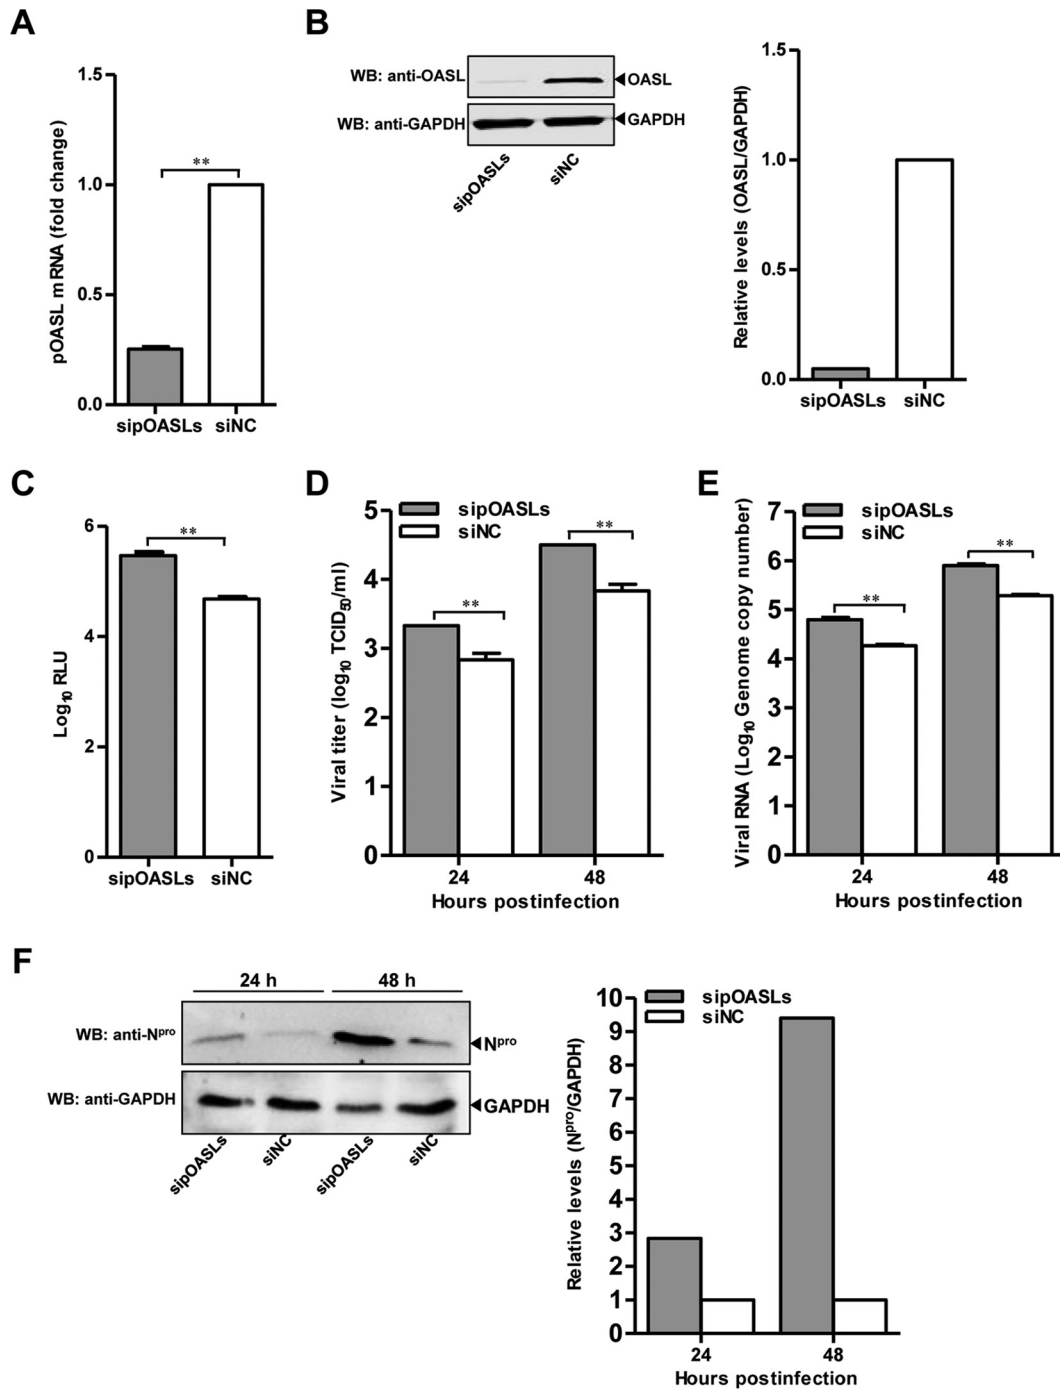 A
pOASL mRNA (fold change)
1.5
1.0
0.5
0.0
**
sipOASLs siNC
B
WB: anti-OASL
OASL
WB: anti-GAPDH
GAPDH
sipOASLs siNC
Relative levels (OASL/GAPDH)
1.5
1.0
0.5
0.0
sipOASLs siNC
C
Log10 RLU
6
4
2
0
**
sipOASLs siNC
D
Viral titer (log10 TCID50/ml)
5
4
3
2
1
0
sipOASLs
siNC
**
**
24 48
Hours postinfection
E
Viral RNA (Log10 Genome copy number)
7
6
5
4
3
2
1
0
sipOASLs
siNC
**
**
24 48
Hours postinfection
F
24 h 48 h
WB: anti-Npro
Npro
WB: anti-GAPDH
GAPDH
sipOASLs siNC sipOASLs siNC
Relative levels (Npro/GAPDH)
10
9
8
7
6
5
4
3
2
1
0
sipOASLs
siNC
24 48
Hours postinfection